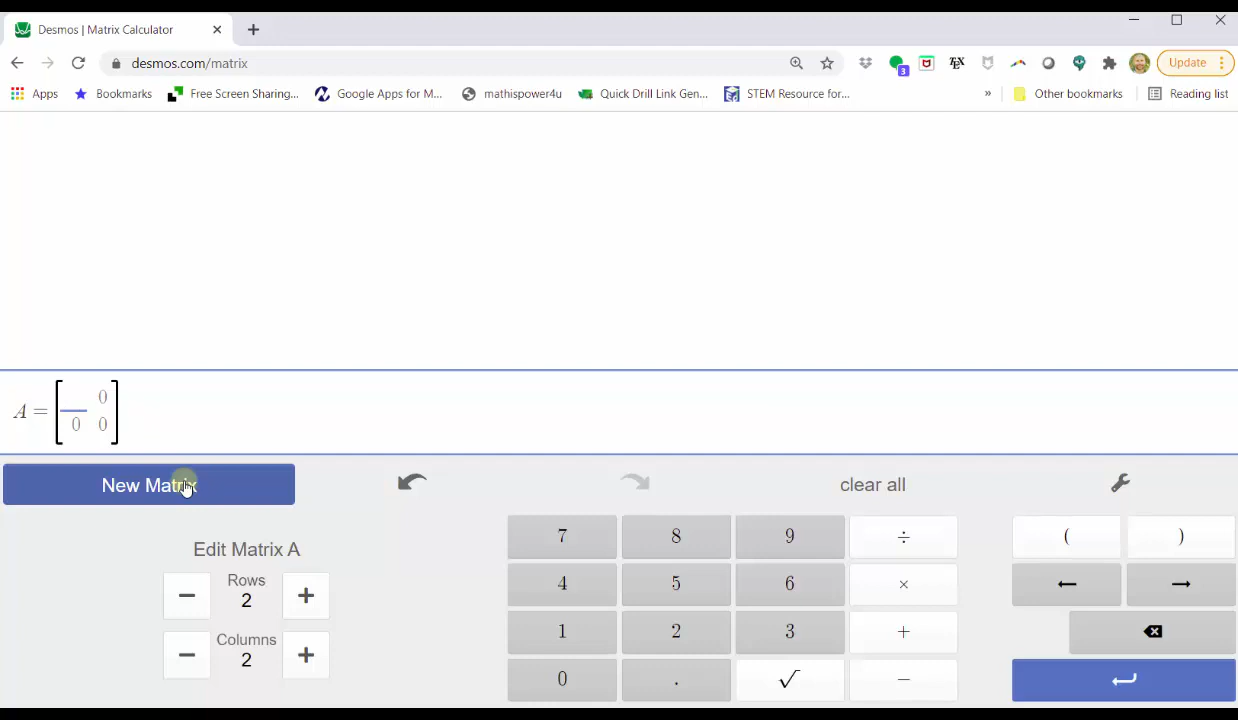 Desmos | Matrix Calculator
desmos.com/matrix
3
TEX
Update
Apps
Bookmarks
Free Screen Sharing...
Google Apps for M...
mathispower4u
Quick Drill Link Gen...
STEM Resource for...
»
Other bookmarks
Reading list
A = [ 0
0 0 ]
New Matrix
clear all
Edit Matrix A
Rows
− 2 +
Columns
− 2 +
7 8 9 ÷ ( )
4 5 6 × ← →
1 2 3 +
0 . √ −